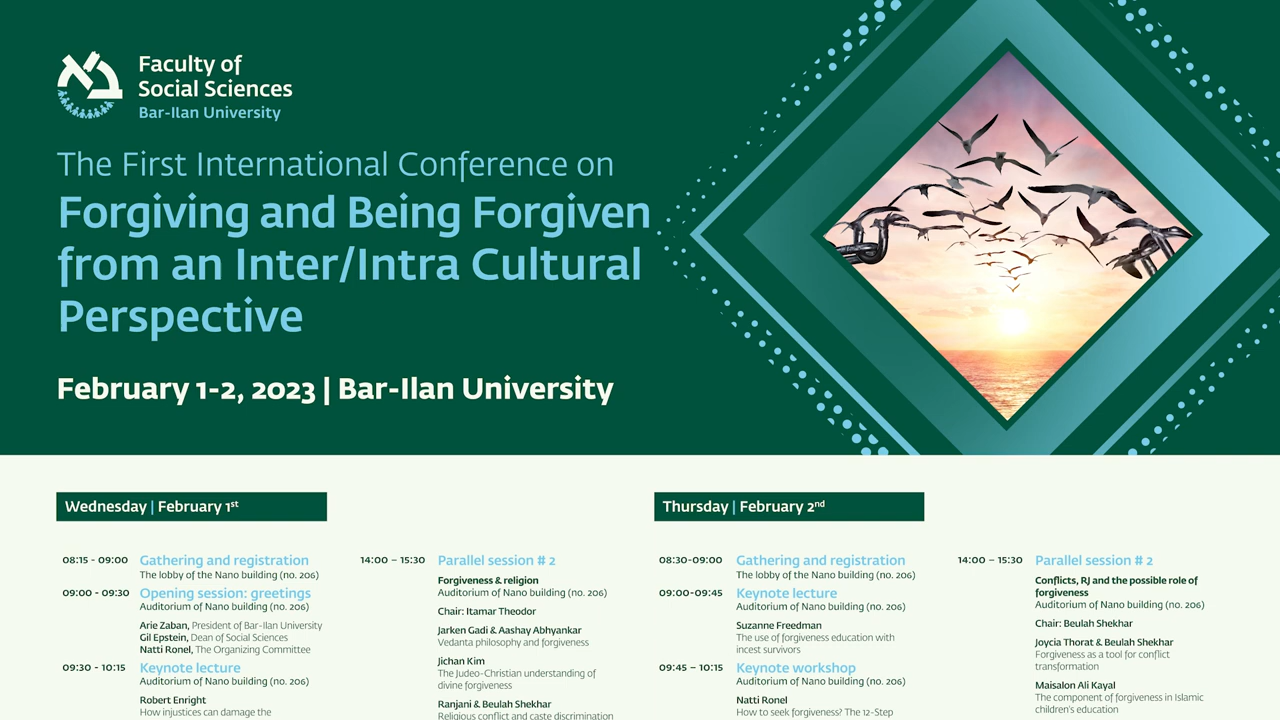 Faculty of
Social Sciences
Bar-Ilan University
The First International Conference on
Forgiving and Being Forgiven
from an Inter/Intra Cultural
Perspective
February 1-2, 2023 | Bar-Ilan University
Wednesday | February 1st
08:15 - 09:00 Gathering and registration
The lobby of the Nano building (no. 206)
09:00 - 09:30 Opening session: greetings
Auditorium of Nano building (no. 206)
Arie Zaban, President of Bar-Ilan University
Gil Epstein, Dean of Social Sciences
Natti Ronel, The Organizing Committee
09:30 - 10:15 Keynote lecture
Auditorium of Nano building (no. 206)
Robert Enright
How injustices can damage the
14:00 – 15:30 Parallel session # 2
Forgiveness & religion
Auditorium of Nano building (no. 206)
Chair: Itamar Theodor
Jarken Gadi & Aashay Abhyankar
Vedanta philosophy and forgiveness
Jichan Kim
The Judeo-Christian understanding of
divine forgiveness
Ranjani & Beulah Shekhar
Religious conflict and caste discrimination
Thursday | February 2nd
08:30-09:00 Gathering and registration
The lobby of the Nano building (no. 206)
09:00-09:45 Keynote lecture
Auditorium of Nano building (no. 206)
Suzanne Freedman
The use of forgiveness education with
incest survivors
09:45 – 10:15 Keynote workshop
Auditorium of Nano building (no. 206)
Natti Ronel
How to seek forgiveness? The 12-Step
14:00 – 15:30 Parallel session # 2
Conflicts, RJ and the possible role of
forgiveness
Auditorium of Nano building (no. 206)
Chair: Beulah Shekhar
Joycia Thorat & Beulah Shekhar
Forgiveness as a tool for conflict
transformation
Maisalon Ali Kayal
The component of forgiveness in Islamic
children's education